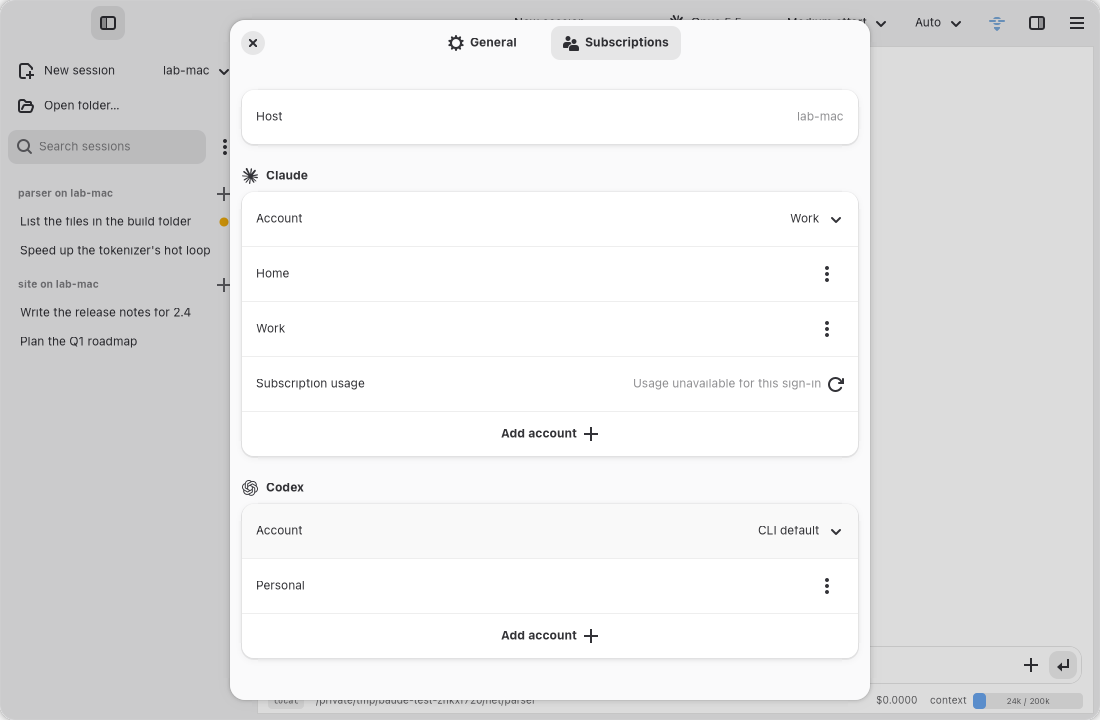 Auto
New session
lab-mac
Open folder...
Search sessions
parser on lab-mac
List the files in the build folder
Speed up the tokenizer's hot loop
site on lab-mac
Write the release notes for 2.4
Plan the Q1 roadmap
General
Subscriptions
Host
lab-mac
Claude
Account
Work
Home
Work
Subscription usage
Usage unavailable for this sign-in
Add account
Codex
Account
CLI default
Personal
Add account
$0.0000
context
24k / 200k